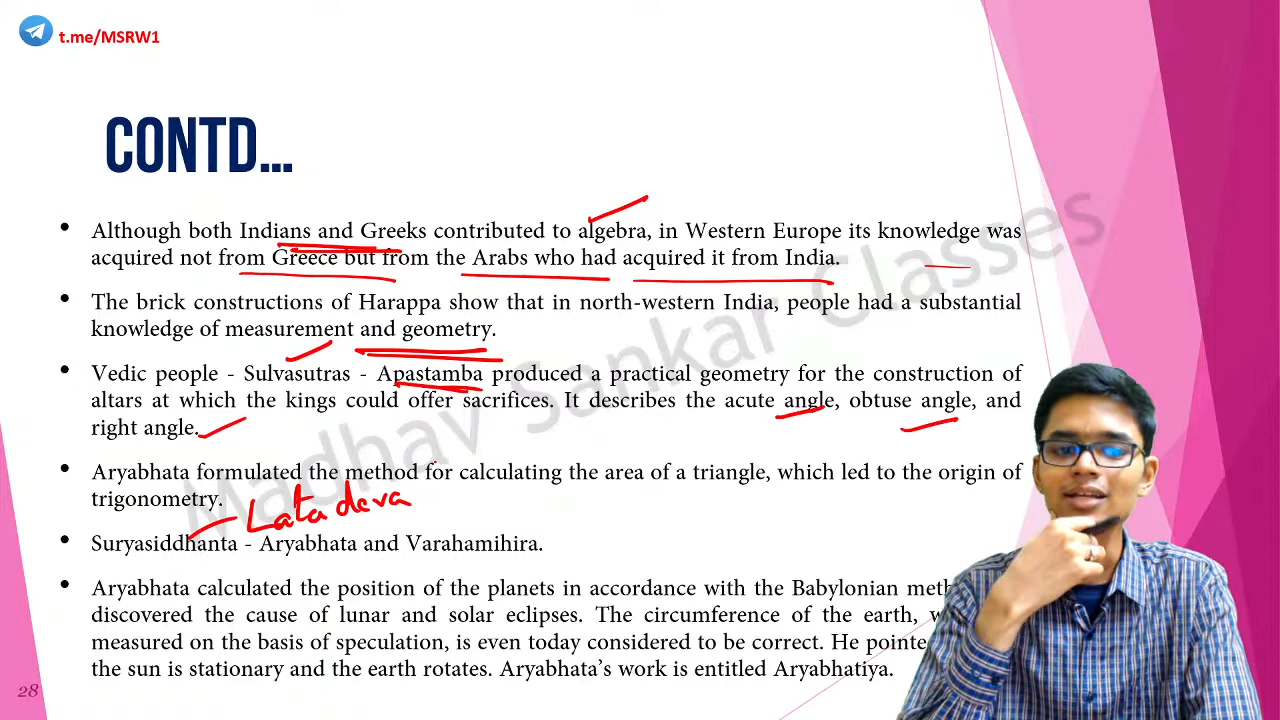 t.me/MSRW1
CONTD...
• Although both Indians and Greeks contributed to algebra, in Western Europe its knowledge was
acquired not from Greece but from the Arabs who had acquired it from India.
• The brick constructions of Harappa show that in north-western India, people had a substantial
knowledge of measurement and geometry.
• Vedic people - Sulvasutras - Apastamba produced a practical geometry for the construction of
altars at which the kings could offer sacrifices. It describes the acute angle, obtuse angle, and
right angle.
• Aryabhata formulated the method for calculating the area of a triangle, which led to the origin of
trigonometry.
Latadeva
• Suryasiddhanta - Aryabhata and Varahamihira.
• Aryabhata calculated the position of the planets in accordance with the Babylonian
discovered the cause of lunar and solar eclipses. The circumference of the earth,
measured on the basis of speculation, is even today considered to be correct. He
the sun is stationary and the earth rotates. Aryabhata's work is entitled Aryabhatiya.
Madhav Sankar Classes
28